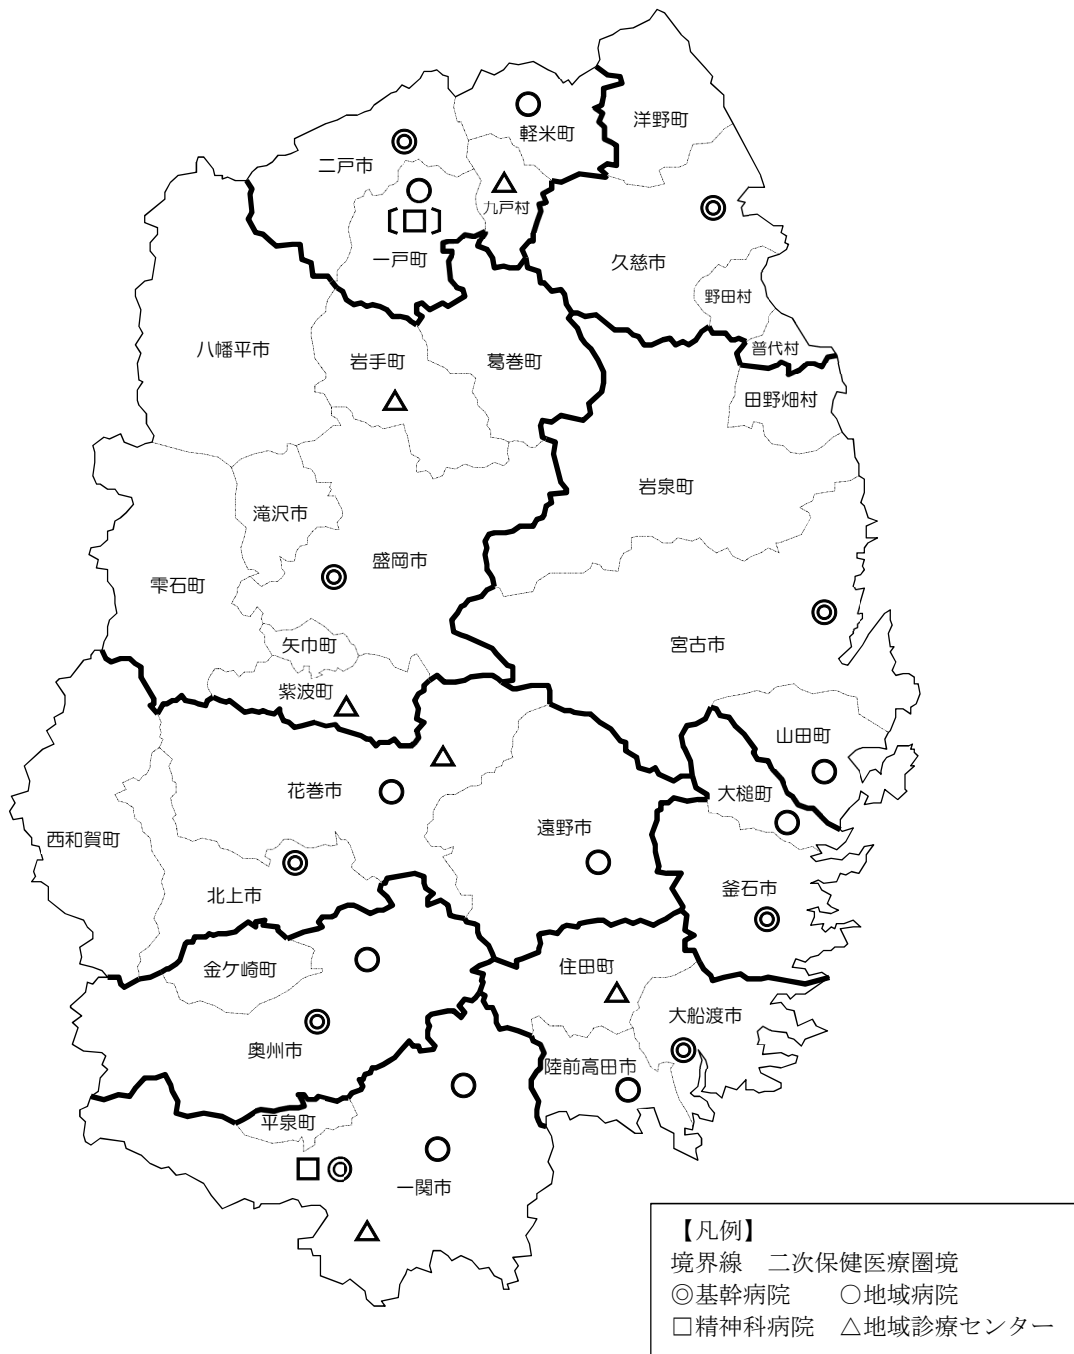 軽米町
洋野町
二戸市
九戸村
一戸町
久慈市
野田村
普代村
八幡平市
岩手町
葛巻町
田野畑村
岩泉町
滝沢市
盛岡市
雫石町
矢巾町
宮古市
紫波町
山田町
花巻市
大槌町
遠野市
西和賀町
北上市
釜石市
金ケ崎町
住田町
大船渡市
奥州市
陸前高田市
平泉町
一関市
【凡例】
境界線　二次保健医療圏境
◎基幹病院　　○地域病院
□精神科病院　△地域診療センター